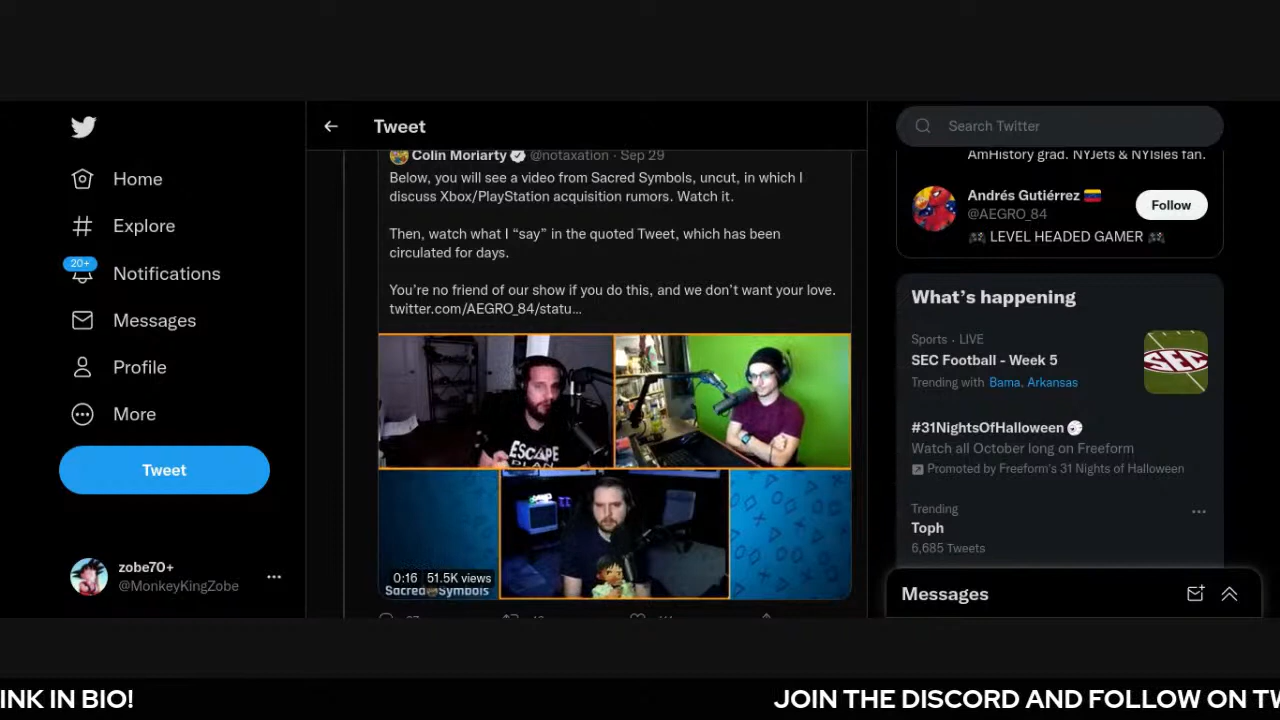 Home
Explore
20+
Notifications
Messages
Profile
More
Tweet
zobe70+
@MonkeyKingZobe
Tweet
Colin Moriarty @notaxation · Sep 29
Below, you will see a video from Sacred Symbols, uncut, in which I
discuss Xbox/PlayStation acquisition rumors. Watch it.
Then, watch what I “say” in the quoted Tweet, which has been
circulated for days.
You’re no friend of our show if you do this, and we don’t want your love.
twitter.com/AEGRO_84/statu…
ESCAPE
PLAN
0:16 51.5K views
Sacred Symbols
Search Twitter
AmHistory grad. NYJets & NYIsles fan.
Andrés Gutiérrez
@AEGRO_84
Follow
LEVEL HEADED GAMER
What’s happening
Sports · LIVE
SEC Football - Week 5
Trending with Bama, Arkansas
SEC
#31NightsOfHalloween
Watch all October long on Freeform
Promoted by Freeform's 31 Nights of Halloween
Trending
Toph
6,685 Tweets
Messages
INK IN BIO!
JOIN THE DISCORD AND FOLLOW ON TW